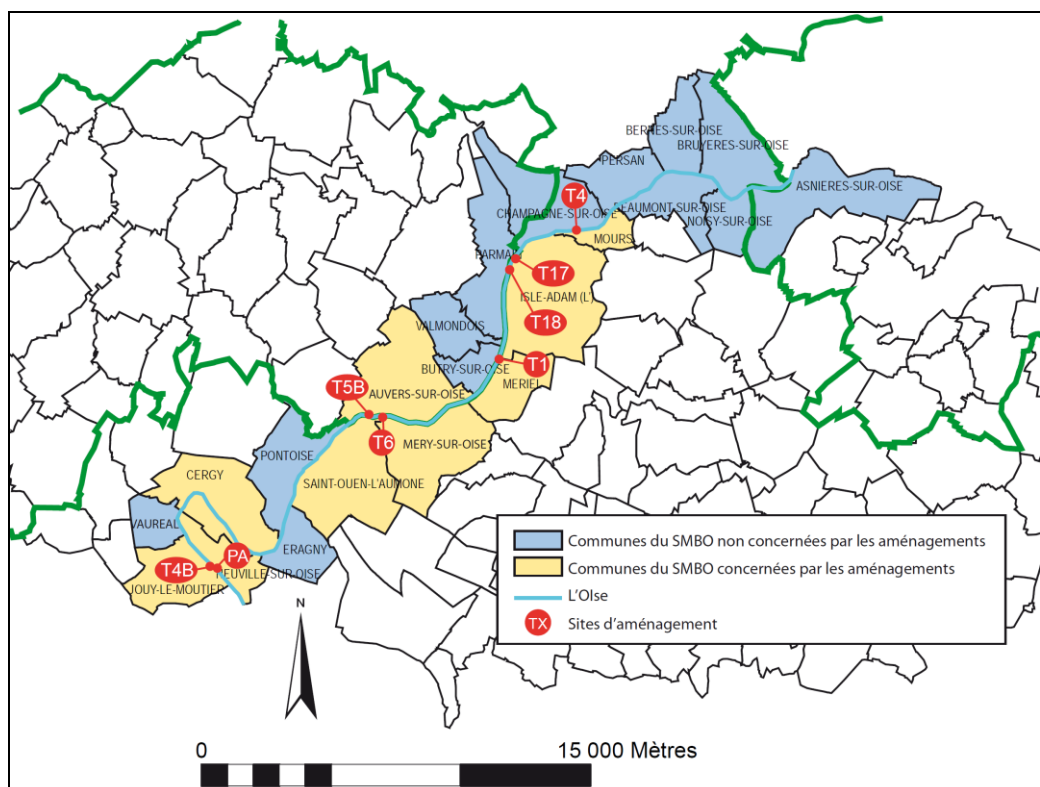 BERNES-SUR-OISE
BRUYERES-SUR-OISE
PERSAN
ASNIERES-SUR-OISE
T4
CHAMPAGNE-SUR-OISE
BEAUMONT-SUR-OISE
NOISY-SUR-OISE
MOURS
PARMAI
T17
ISLE-ADAM (L')
T18
VALMONDOIS
BUTRY-SUR-OISE
T1
MERIEL
T5B
AUVERS-SUR-OISE
T6
MERY-SUR-OISE
PONTOISE
SAINT-OUEN-L'AUMONE
CERGY
VAUREAL
ERAGNY
PA
T4B
NEUVILLE-SUR-OISE
JOUY-LE-MOUTIER
Communes du SMBO non concernées par les aménagements
Communes du SMBO concernées par les aménagements
L'OIse
TX Sites d'aménagement
N
0 15 000 Mètres